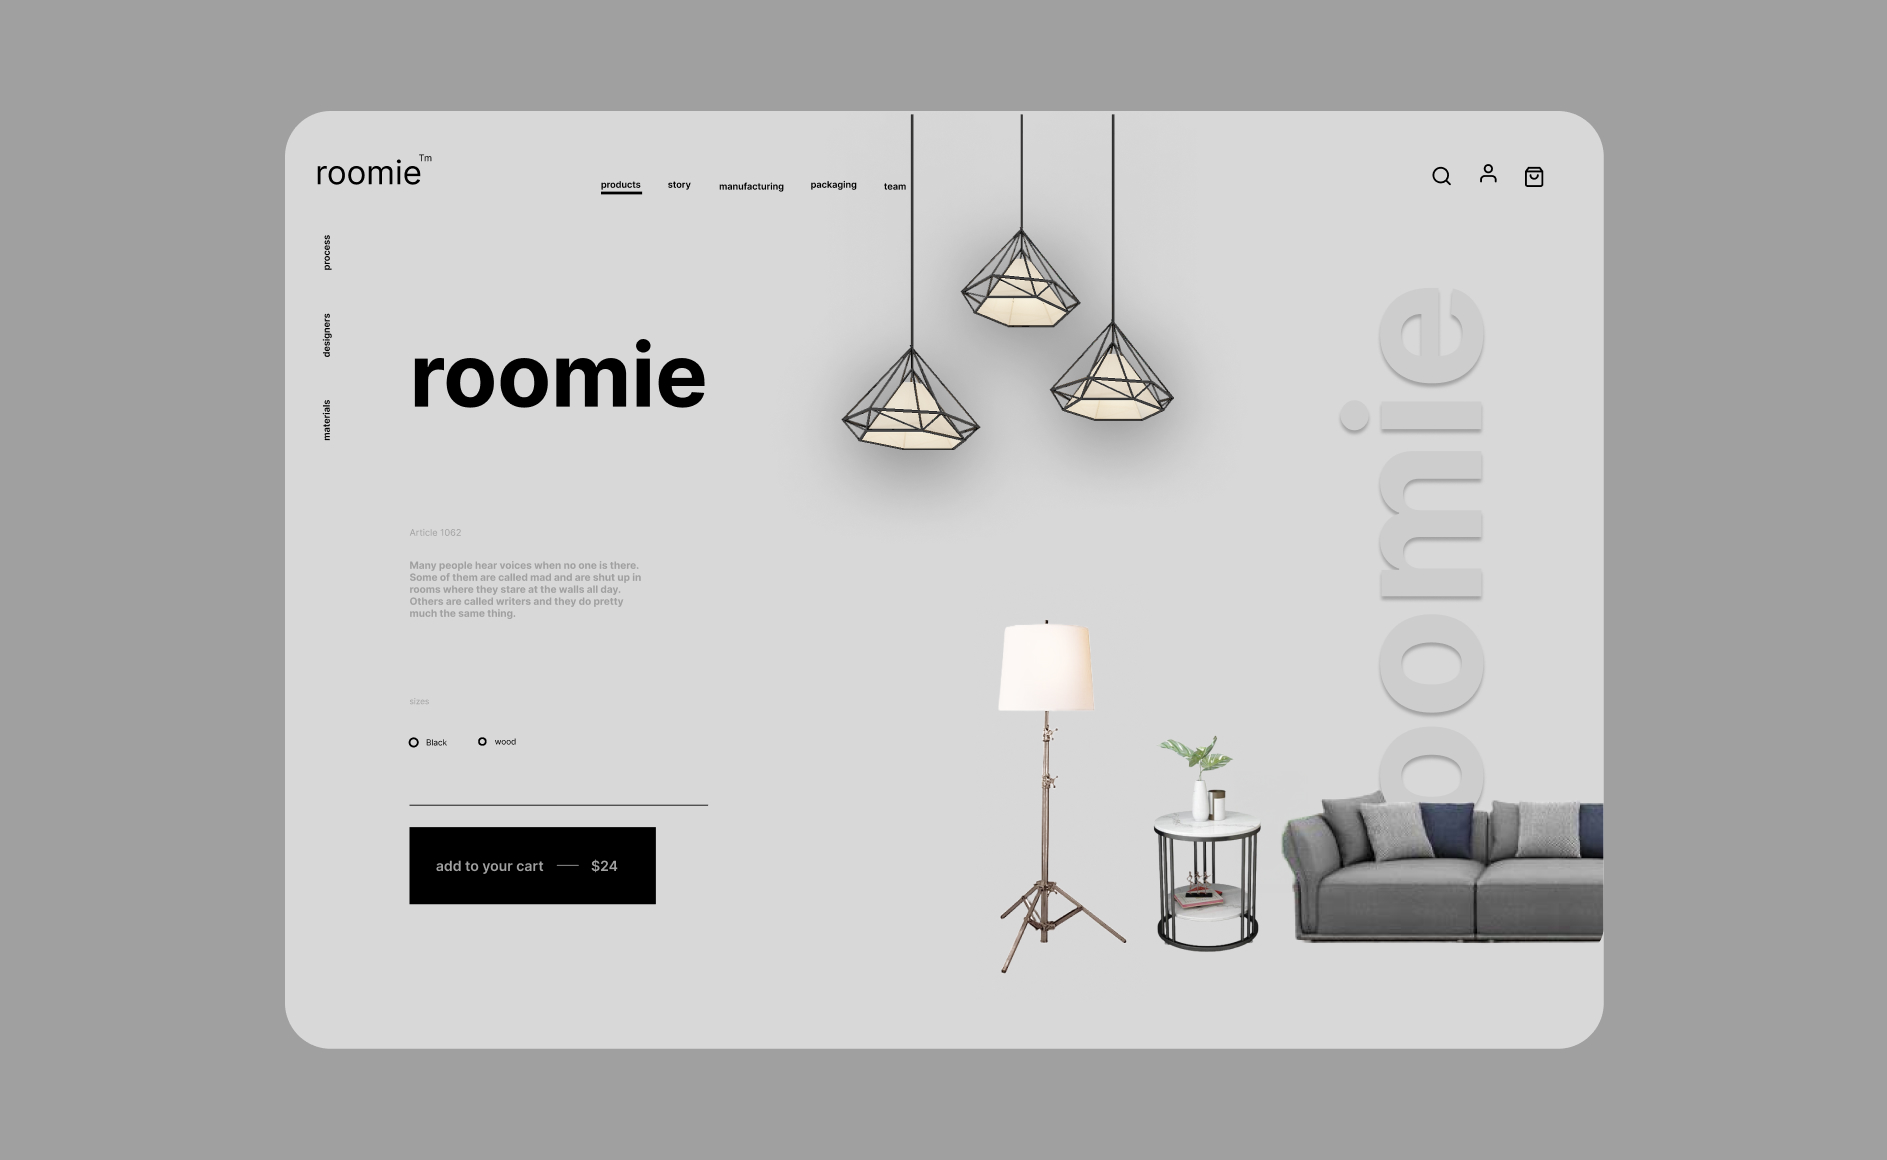 roomie Tm
products story manufacturing packaging team
process
designers
materials
roomie
Article 1062
Many people hear voices when no one is there.
Some of them are called mad and are shut up in
rooms where they stare at the walls all day.
Others are called writers and they do pretty
much the same thing.
sizes
Black wood
add to your cart — $24
oomie